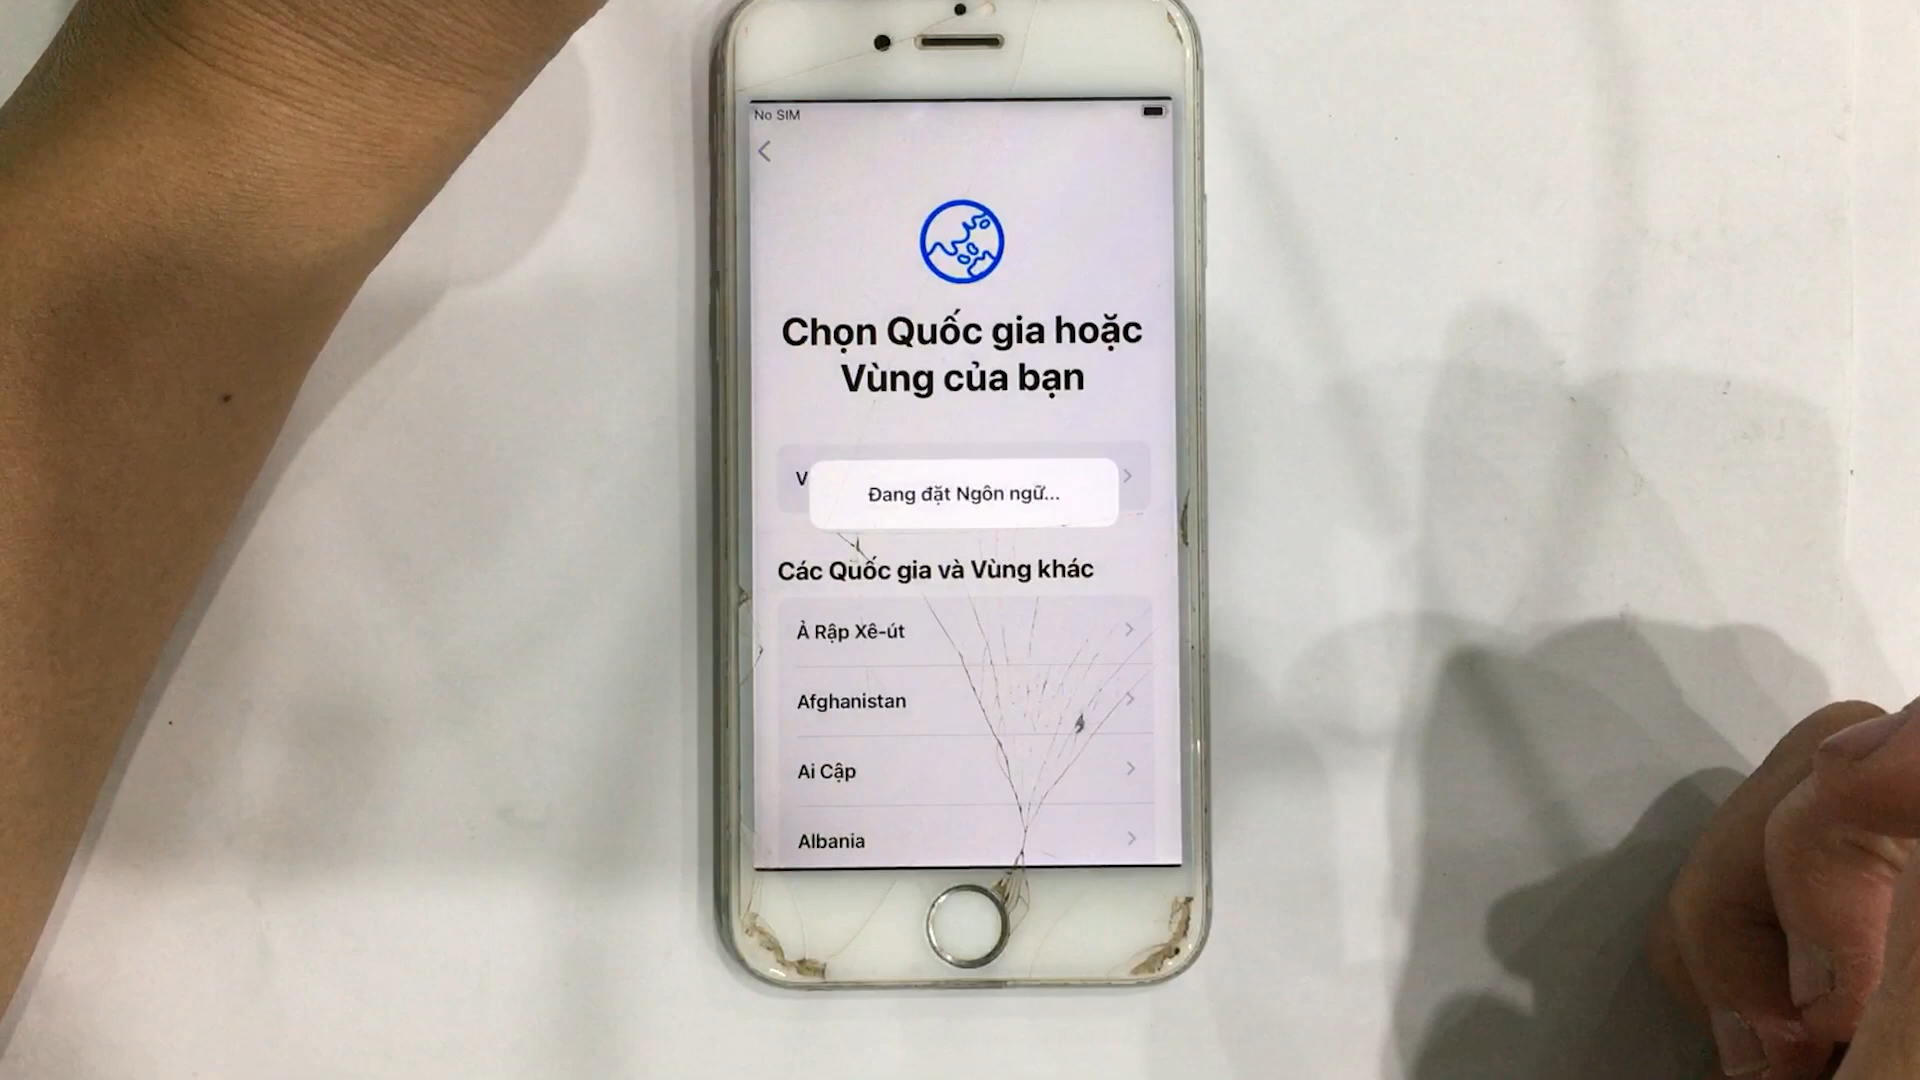 No SIM
Chọn Quốc gia hoặc
Vùng của bạn
V
Đang đặt Ngôn ngữ...
Các Quốc gia và Vùng khác
Ả Rập Xê-út
Afghanistan
Ai Cập
Albania